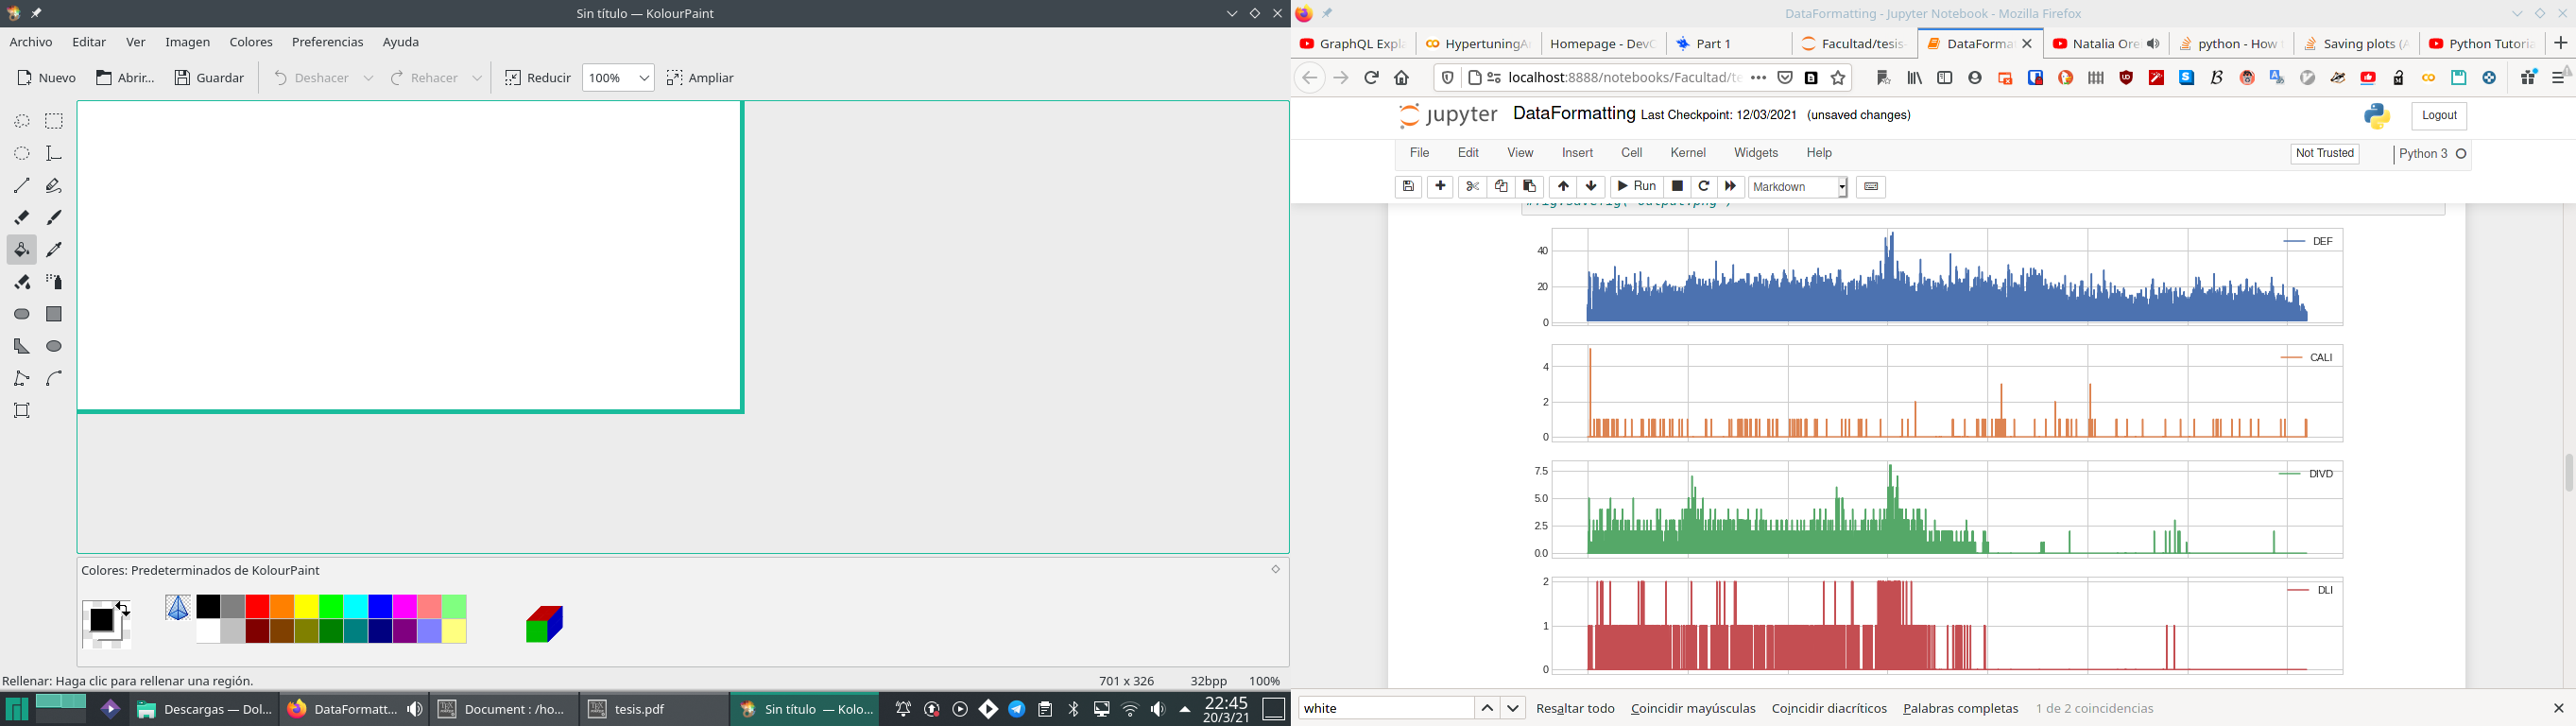 Sin título — KolourPaint
Archivo Editar Ver Imagen Colores Preferencias Ayuda
Nuevo Abrir... Guardar Deshacer Rehacer Reducir 100% Ampliar
Colores: Predeterminados de KolourPaint
Rellenar: Haga clic para rellenar una región.
701 x 326 32bpp 100%
Descargas — Dol... DataFormatt... Document : /ho... tesis.pdf Sin título — Kolo...
22:45
20/3/21
DataFormatting - Jupyter Notebook - Mozilla Firefox
GraphQL Expl HypertuningA Homepage - Dev Part 1 Facultad/tesis DataForma Natalia Ore python - How Saving plots ( Python Tutoria
localhost:8888/notebooks/Facultad/te
jupyter DataFormatting Last Checkpoint: 12/03/2021 (unsaved changes)
Logout
File Edit View Insert Cell Kernel Widgets Help
Not Trusted Python 3
Run Markdown
DEF
40
20
0
CALI
4
2
0
DIVD
7.5
5.0
2.5
0.0
DLI
2
1
0
white
Resaltar todo Coincidir mayúsculas Coincidir diacríticos Palabras completas 1 de 2 coincidencias